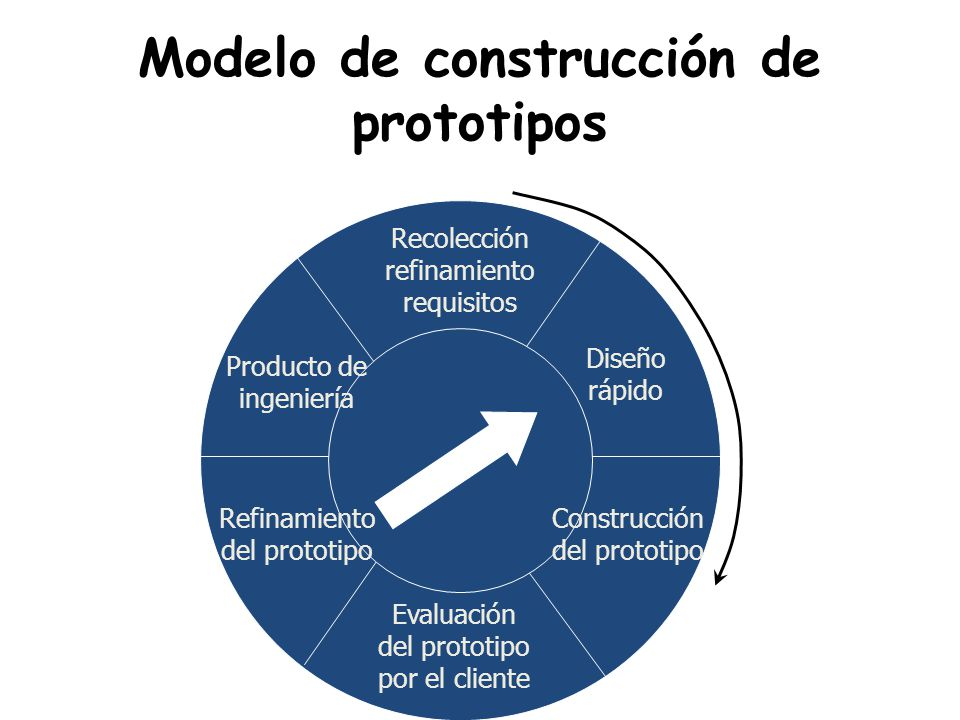 Modelo de construcción de
prototipos
Recolección
refinamiento
requisitos
Diseño
rápido
Construcción
del prototipo
Evaluación
del prototipo
por el cliente
Refinamiento
del prototipo
Producto de
ingeniería